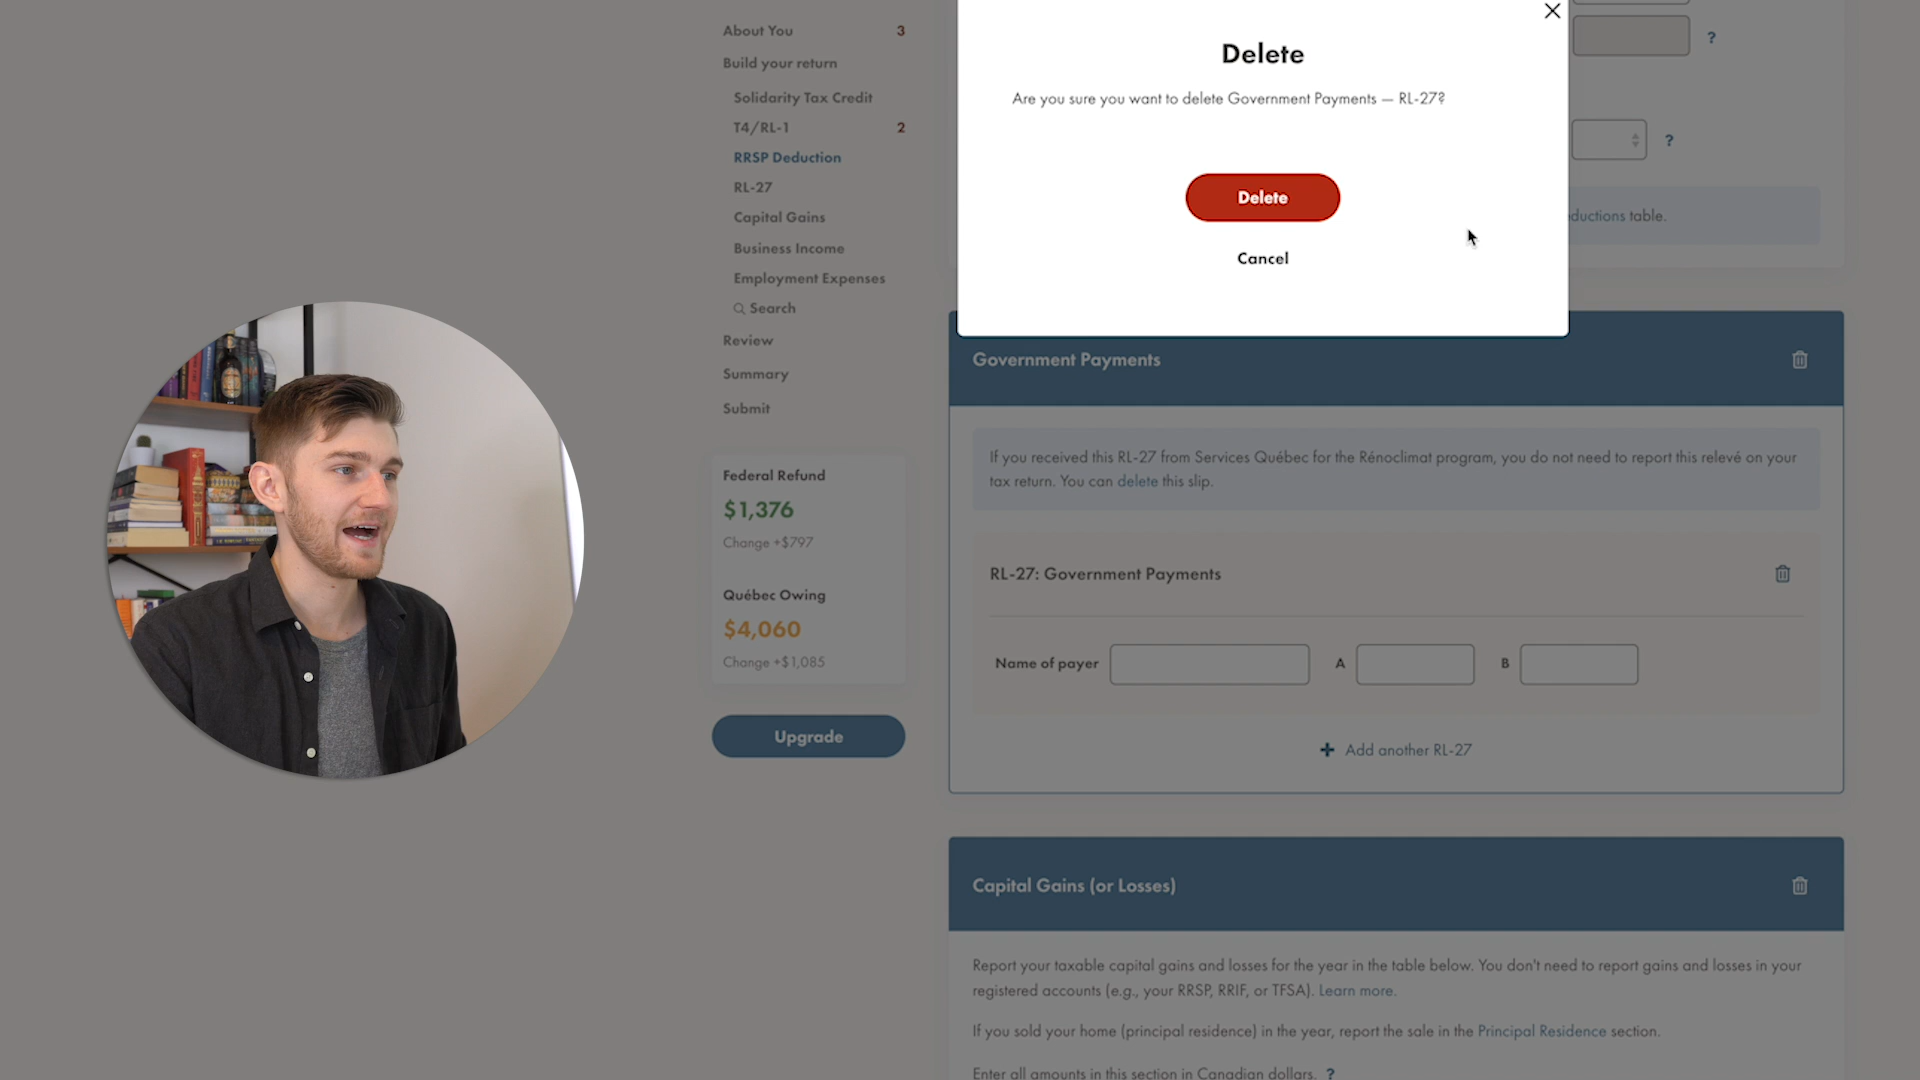 About You 3
Build your return
Solidarity Tax Credit
T4/RL-1 2
RRSP Deduction
RL-27
Capital Gains
Business Income
Employment Expenses
Search
Review
Summary
Submit
Federal Refund
$1,376
Change +$797
Québec Owing
$4,060
Change +$1,085
Upgrade
Delete
Are you sure you want to delete Government Payments — RL-27?
Delete
Cancel
?
?
ductions table.
Government Payments
If you received this RL-27 from Services Québec for the Rénoclimat program, you do not need to report this relevé on your
tax return. You can delete this slip.
RL-27: Government Payments
Name of payer A B
+ Add another RL-27
Capital Gains (or Losses)
Report your taxable capital gains and losses for the year in the table below. You don't need to report gains and losses in your
registered accounts (e.g., your RRSP, RRIF, or TFSA). Learn more.
If you sold your home (principal residence) in the year, report the sale in the Principal Residence section.
Enter all amounts in this section in Canadian dollars. ?